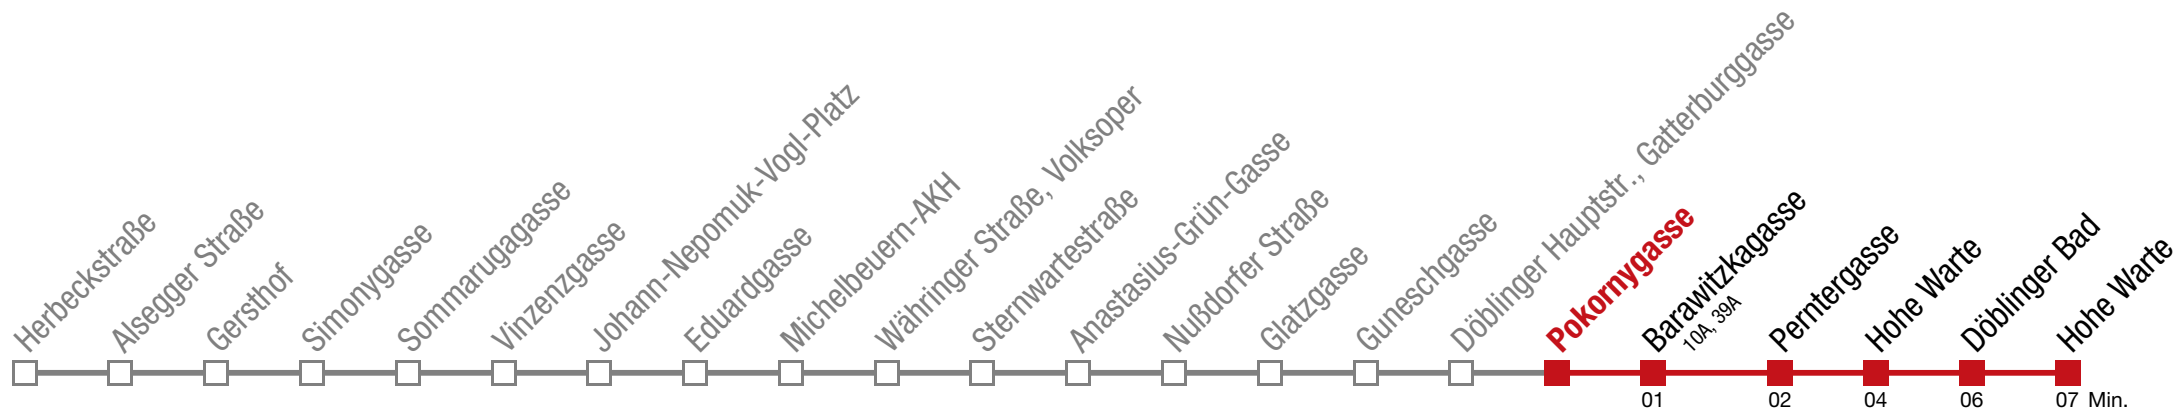 Herbeckstraße
Alsegger Straße
Gersthof
Simonygasse
Sommarugagasse
Vinzenzgasse
Johann-Nepomuk-Vogl-Platz
Eduardgasse
Michelbeuern-AKH
Währinger Straße, Volksoper
Sternwartestraße
Anastasius-Grün-Gasse
Nußdorfer Straße
Glatzgasse
Guneschgasse
Döblinger Hauptstr., Gatterburggasse
Pokornygasse
Barawitzkagasse
10A, 39A
Perntergasse
Hohe Warte
Döblinger Bad
Hohe Warte
01 02 04 06 07 Min.